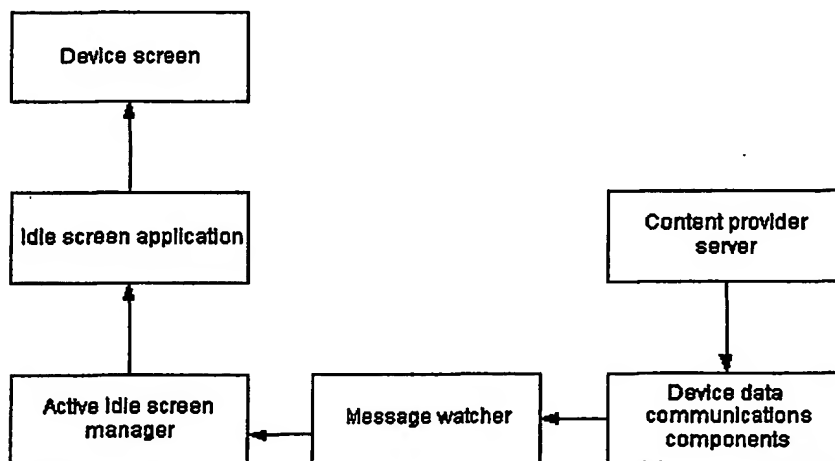 Device screen
Idle screen application
Content provider
server
Active idle screen
manager
Message watcher
Device data
communications
components